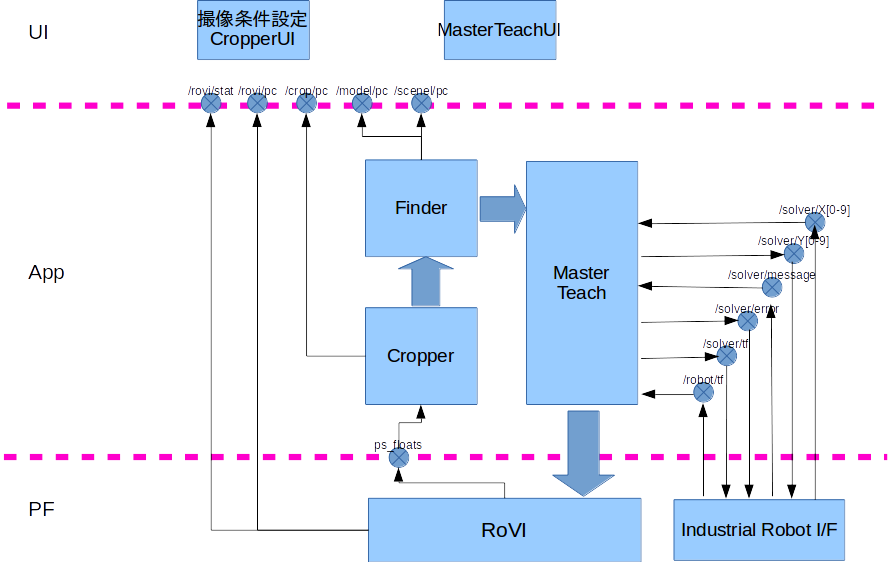 UI
撮像条件設定
CropperUI
MasterTeachUI
/rovi/stat
/rovi/pc
/crop/pc
/model/pc
/scenel/pc
App
Finder
Master
Teach
Cropper
/solver/X[0-9]
/solver/Y[0-9]
/solver/message
/solver/error
/solver/tf
/robot/tf
ps_floats
PF
RoVI
Industrial Robot I/F